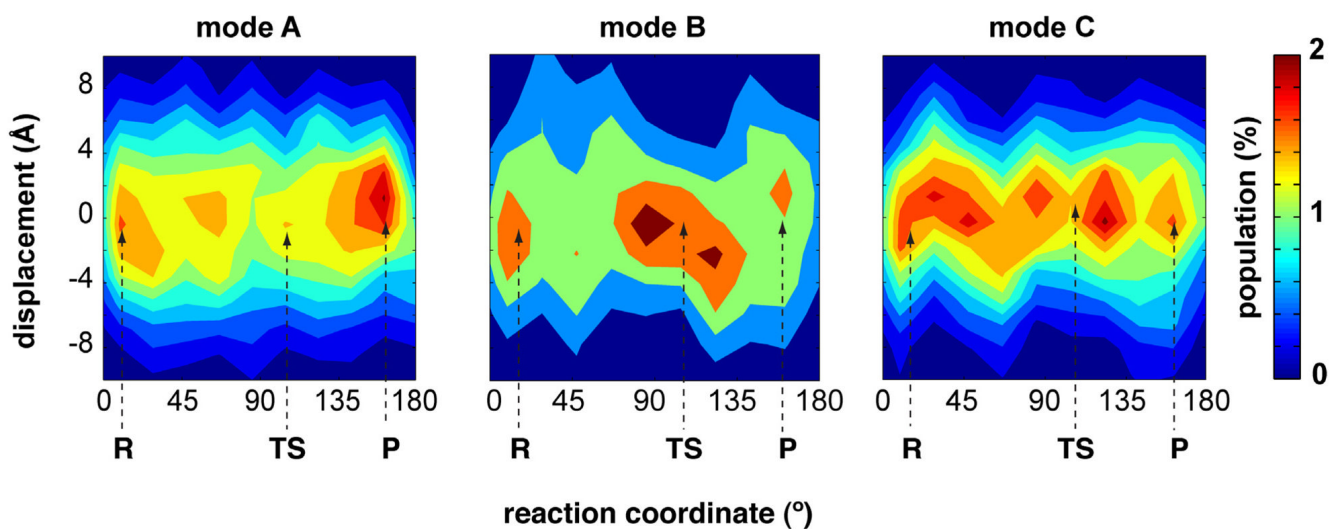 mode A
mode B
mode C
displacement (Å)
8
4
0
-4
-8
0 45 90 135 180
0 45 90 135 180
0 45 90 135 180
R TS P
R TS P
R TS P
reaction coordinate (º)
2
1
0
population (%)